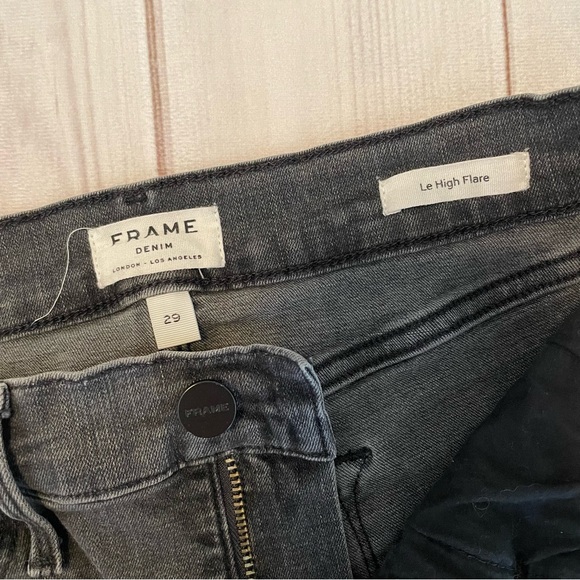 FRAME
DENIM
LONDON - LOS ANGELES
Le High Flare
29
FRAME